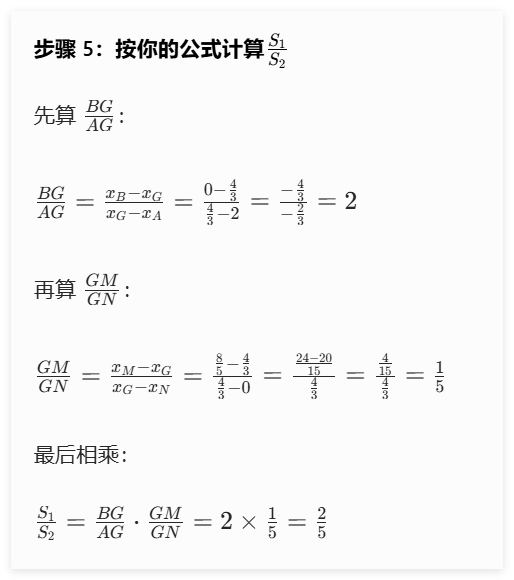 步骤 5：按你的公式计算 $\frac{S_1}{S_2}$
先算 $\frac{BG}{AG}$：
$\frac{BG}{AG} = \frac{x_B - x_G}{x_G - x_A} = \frac{0 - \frac{4}{3}}{\frac{4}{3} - 2} = \frac{-\frac{4}{3}}{-\frac{2}{3}} = 2$
再算 $\frac{GM}{GN}$：
$\frac{GM}{GN} = \frac{x_M - x_G}{x_G - x_N} = \frac{\frac{8}{5} - \frac{4}{3}}{\frac{4}{3} - 0} = \frac{\frac{24-20}{15}}{\frac{4}{3}} = \frac{\frac{4}{15}}{\frac{4}{3}} = \frac{1}{5}$
最后相乘：
$\frac{S_1}{S_2} = \frac{BG}{AG} \cdot \frac{GM}{GN} = 2 \times \frac{1}{5} = \frac{2}{5}$